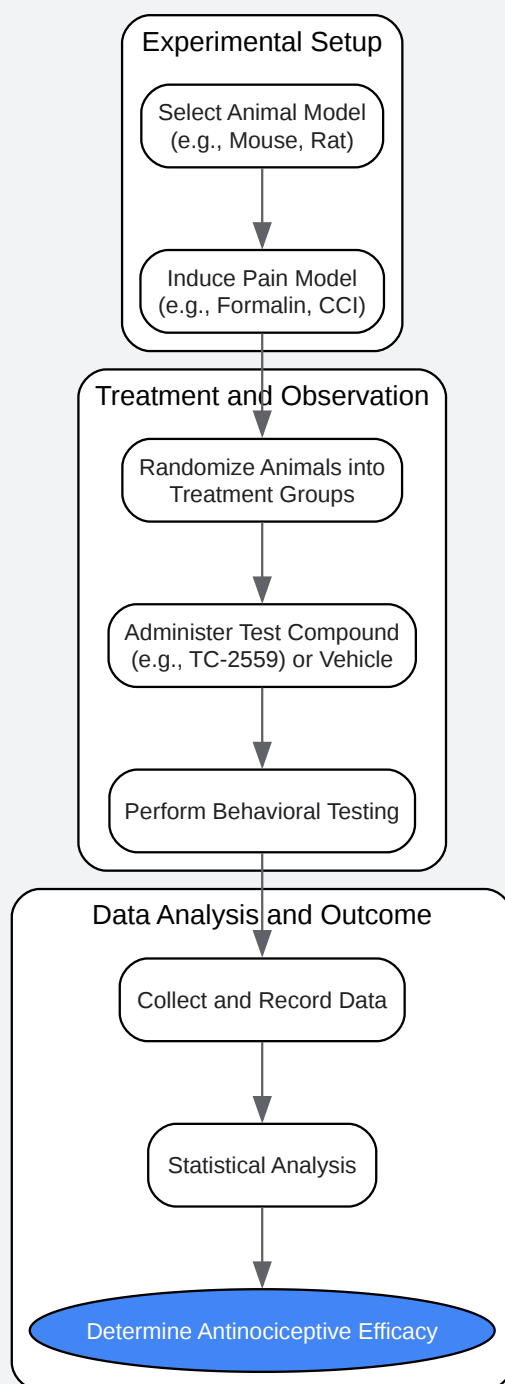 Experimental Setup
Select Animal Model
(e.g., Mouse, Rat)
Induce Pain Model
(e.g., Formalin, CCI)
Treatment and Observation
Randomize Animals into
Treatment Groups
Administer Test Compound
(e.g., TC-2559) or Vehicle
Perform Behavioral Testing
Data Analysis and Outcome
Collect and Record Data
Statistical Analysis
Determine Antinociceptive Efficacy